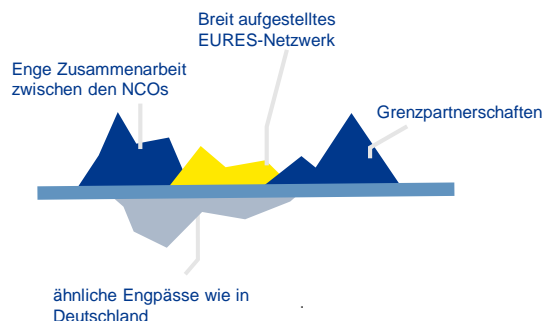 Breit aufgestelltes
EURES-Netzwerk
Enge Zusammenarbeit
zwischen den NCOs
Grenzpartnerschaften
ähnliche Engpässe wie in
Deutschland
.